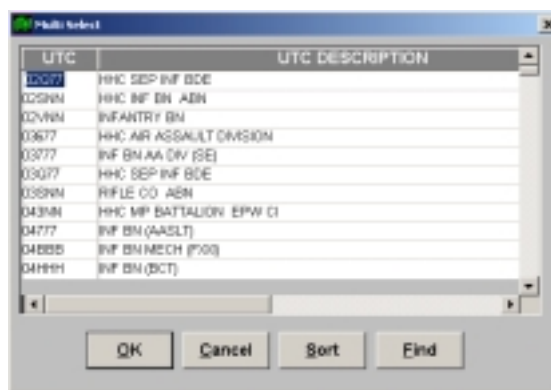 Multi Select
UTC UTC DESCRIPTION
HHC SEP INF BDE
02SNN HHC INF BN ABN
02VNN INFANTRY BN
03677 HHC AIR ASSAULT DIVISION
03777 INF BN AA DIV (SE)
03Q77 HHC SEP INF BDE
03SNN RIFLE CO ABN
043NN HHC MP BATTALION EPW CI
04777 INF BN (AASLT)
04BBB INF BN MECH (FXXI)
04HHH INF BN (BCT)
OK Cancel Sort Find